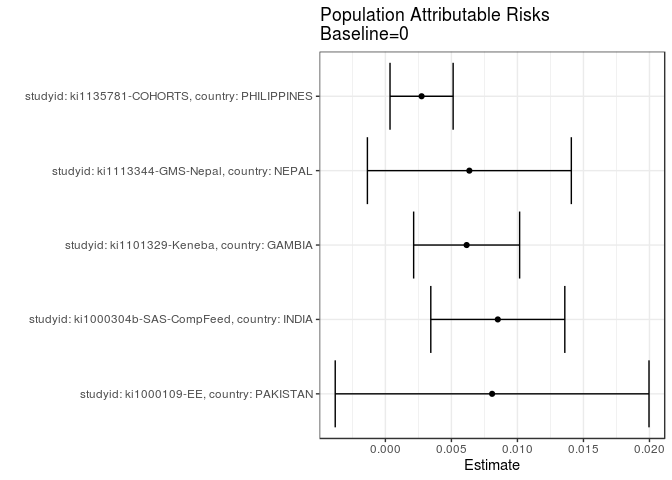 Population Attributable Risks
Baseline=0
studyid: ki1135781-COHORTS, country: PHILIPPINES
studyid: ki1113344-GMS-Nepal, country: NEPAL
studyid: ki1101329-Keneba, country: GAMBIA
studyid: ki1000304b-SAS-CompFeed, country: INDIA
studyid: ki1000109-EE, country: PAKISTAN
0.000 0.005 0.010 0.015 0.020
Estimate